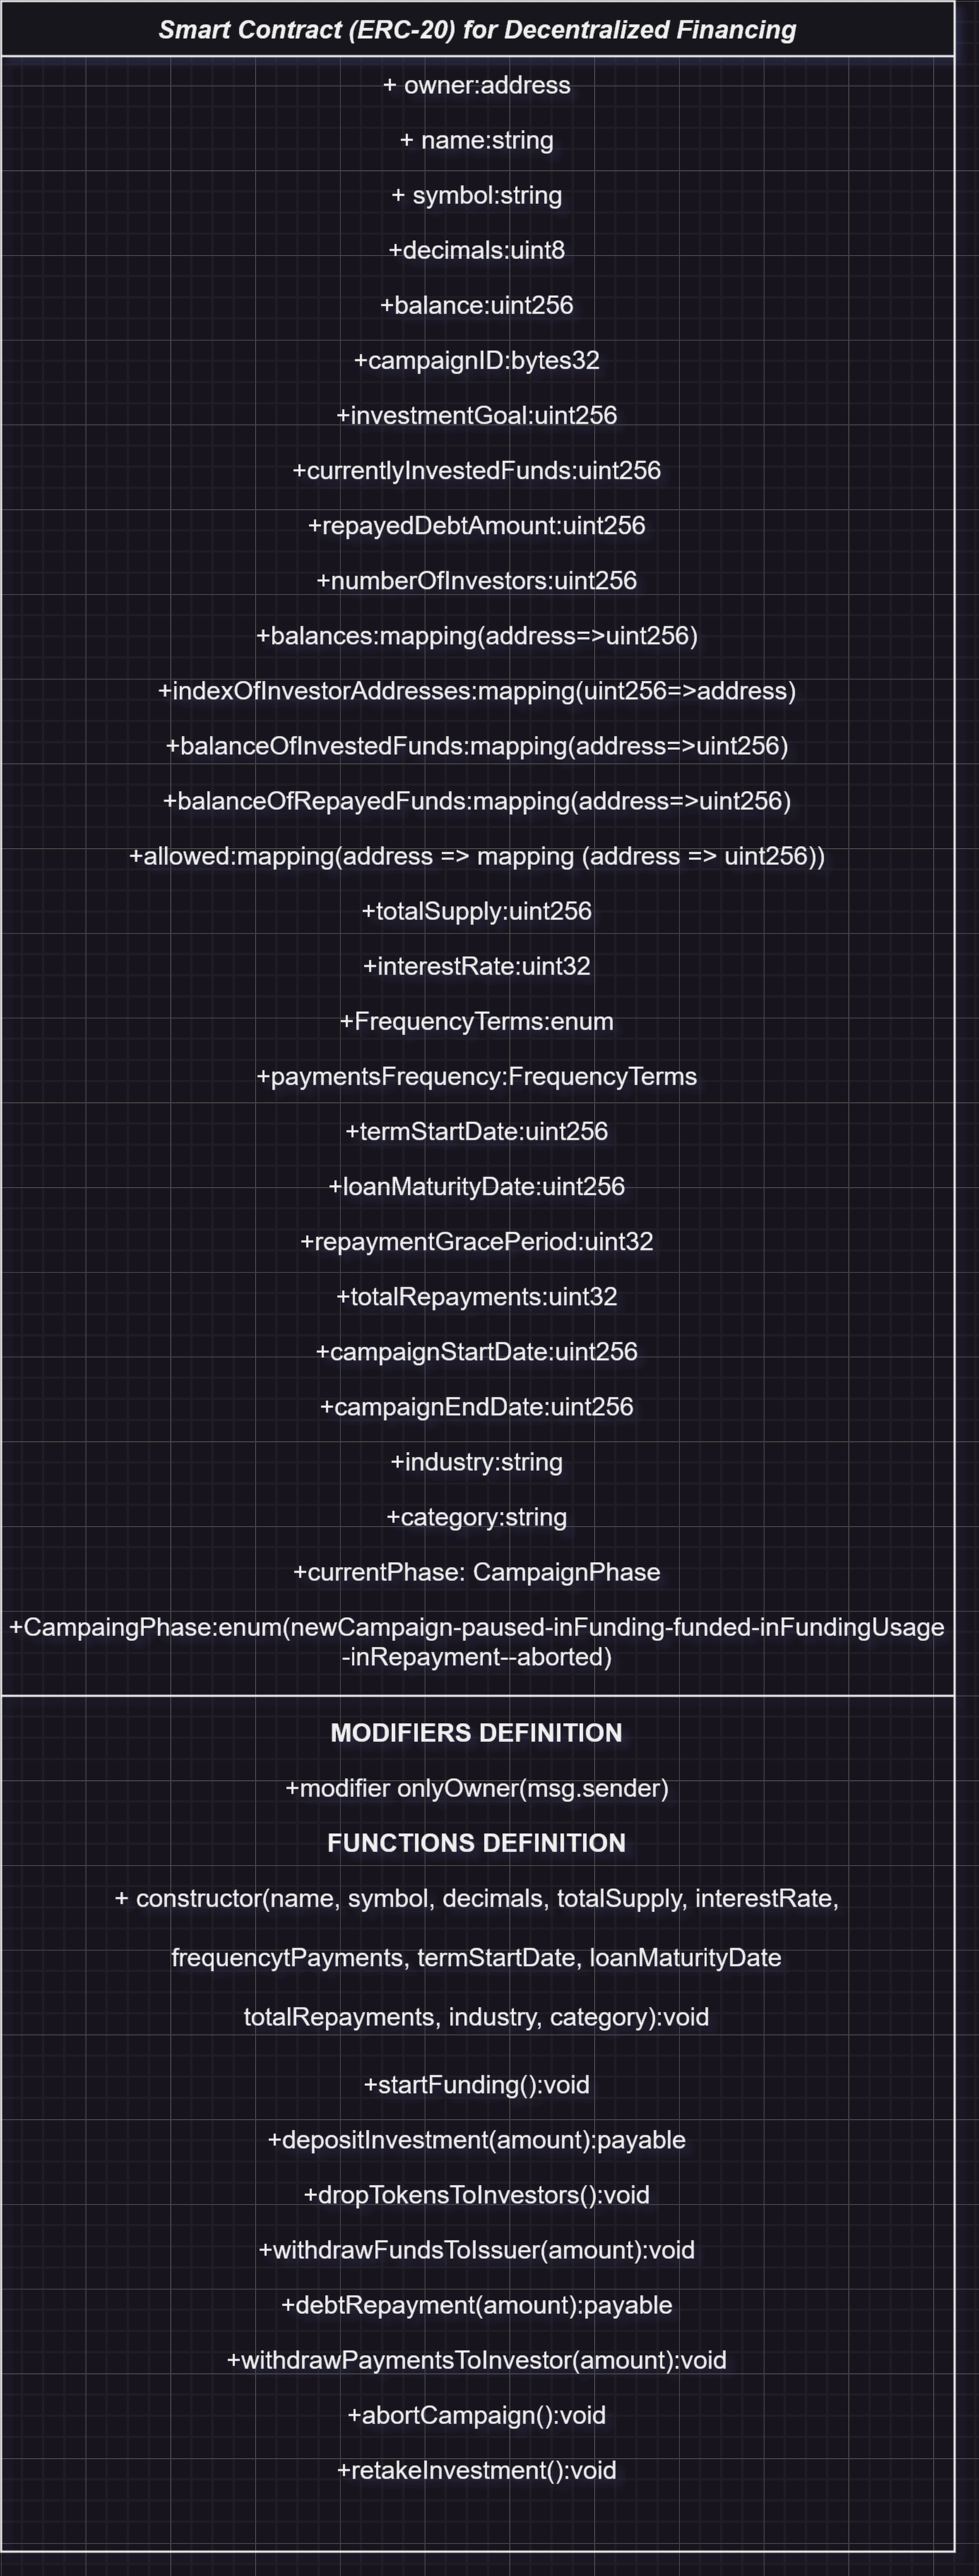 Smart Contract (ERC-20) for Decentralized Financing
+ owner:address
+ name:string
+ symbol:string
+decimals:uint8
+balance:uint256
+campaignID:bytes32
+investmentGoal:uint256
+currentlyInvestedFunds:uint256
+repayedDebtAmount:uint256
+numberOfInvestors:uint256
+balances:mapping(address=>uint256)
+indexOfInvestorAddresses:mapping(uint256=>address)
+balanceOfInvestedFunds:mapping(address=>uint256)
+balanceOfRepayedFunds:mapping(address=>uint256)
+allowed:mapping(address => mapping (address => uint256))
+totalSupply:uint256
+interestRate:uint32
+FrequencyTerms:enum
+paymentsFrequency:FrequencyTerms
+termStartDate:uint256
+loanMaturityDate:uint256
+repaymentGracePeriod:uint32
+totalRepayments:uint32
+campaignStartDate:uint256
+campaignEndDate:uint256
+industry:string
+category:string
+currentPhase: CampaignPhase
+CampaingPhase:enum(newCampaign-paused-inFunding-funded-inFundingUsage
-inRepayment--aborted)
MODIFIERS DEFINITION
+modifier onlyOwner(msg.sender)
FUNCTIONS DEFINITION
+ constructor(name, symbol, decimals, totalSupply, interestRate,
frequencytPayments, termStartDate, loanMaturityDate
totalRepayments, industry, category):void
+startFunding():void
+depositInvestment(amount):payable
+dropTokensToInvestors():void
+withdrawFundsToIssuer(amount):void
+debtRepayment(amount):payable
+withdrawPaymentsToInvestor(amount):void
+abortCampaign():void
+retakeInvestment():void